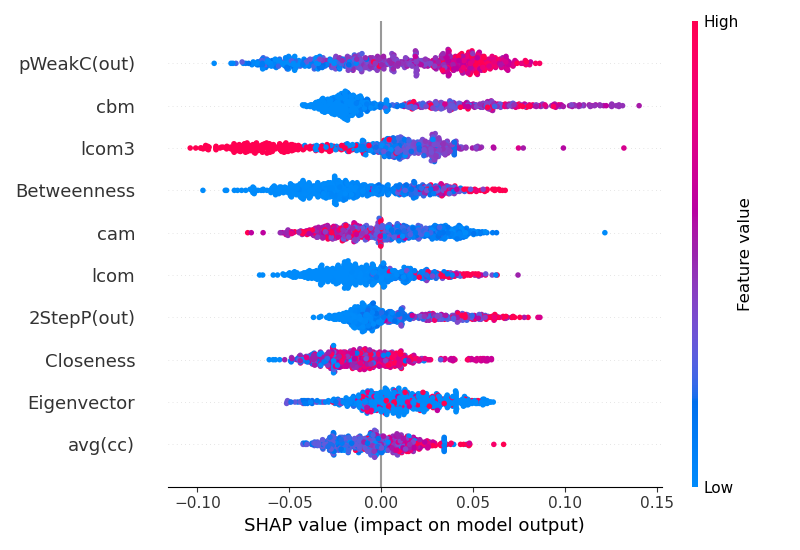 High
pWeakC(out)
cbm
lcom3
Betweenness
cam
lcom
2StepP(out)
Closeness
Eigenvector
avg(cc)
Feature value
Low
−0.10 −0.05 0.00 0.05 0.10 0.15
SHAP value (impact on model output)